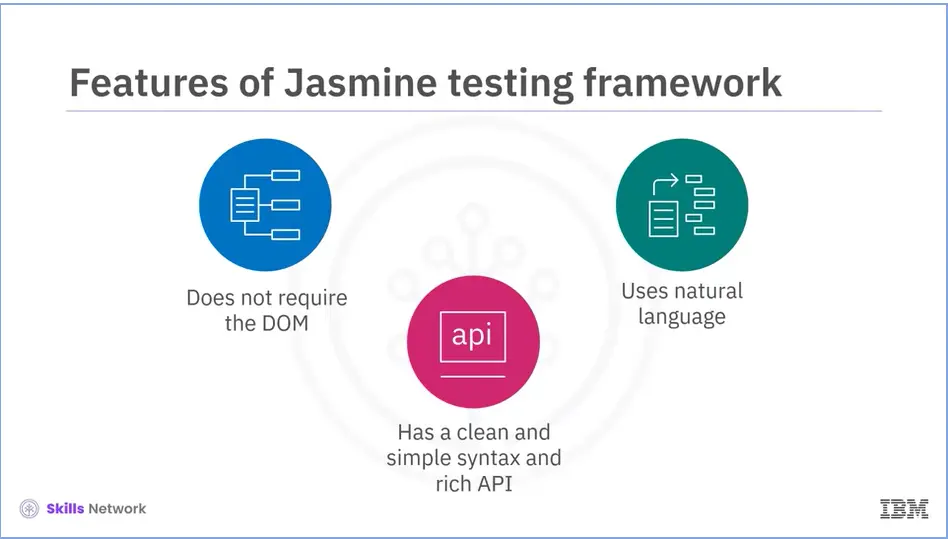 Features of Jasmine testing framework
Does not require
the DOM
api
Has a clean and
simple syntax and
rich API
Uses natural
language
Skills Network
IBM